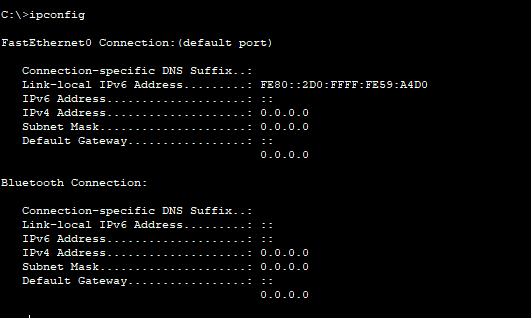 C:\>ipconfig
FastEthernet0 Connection:(default port)
Connection-specific DNS Suffix..:
Link-local IPv6 Address.........: FE80::2D0:FFFF:FE59:A4D0
IPv6 Address....................: ::
IPv4 Address....................: 0.0.0.0
Subnet Mask.....................: 0.0.0.0
Default Gateway.................: ::
0.0.0.0
Bluetooth Connection:
Connection-specific DNS Suffix..:
Link-local IPv6 Address.........: ::
IPv6 Address....................: ::
IPv4 Address....................: 0.0.0.0
Subnet Mask.....................: 0.0.0.0
Default Gateway.................: ::
0.0.0.0